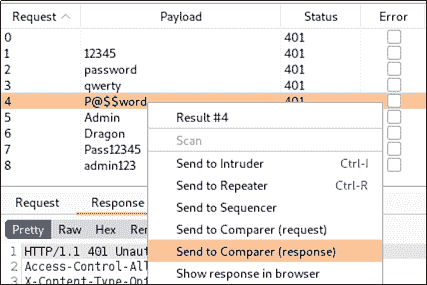 Request Payload Status Error
0 401
1 12345 401
2 password 401
3 qwerty 401
4 P@$$word 401
5 Admin
6 Dragon
7 Pass12345
8 admin123
Result #4
Scan
Send to Intruder Ctrl-I
Send to Repeater Ctrl-R
Send to Sequencer
Send to Comparer (request)
Send to Comparer (response)
Show response in browser
Request Response
Pretty Raw Hex
1 HTTP/1.1 401
2 Access-Control-
3 X-Content-Type-